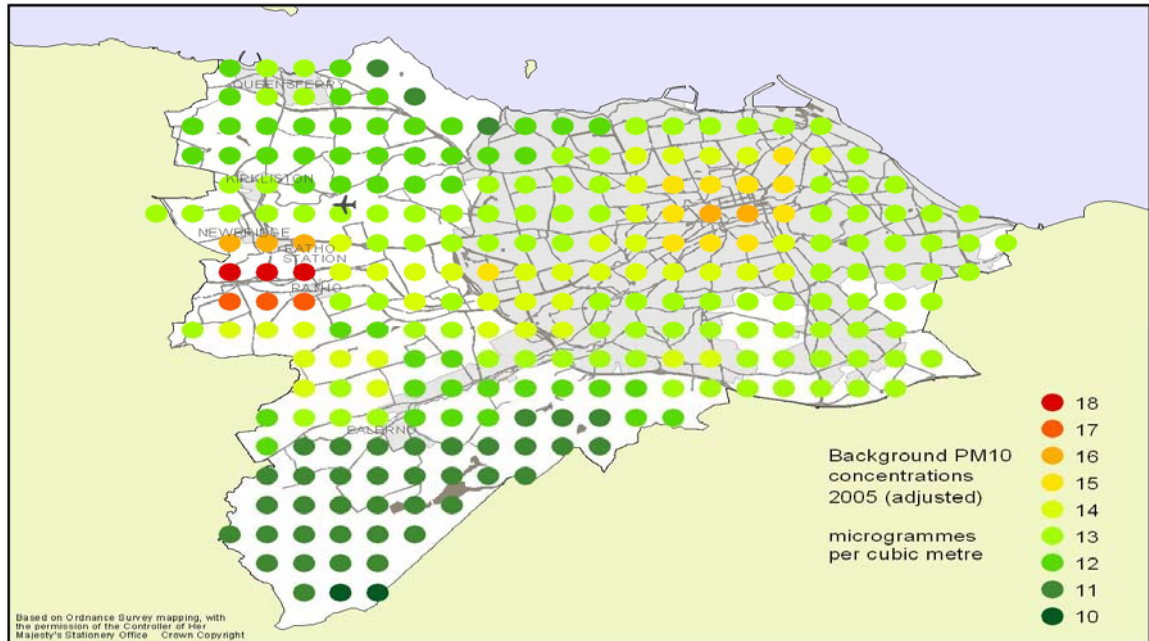 QUEENSFERRY
KIRKLISTON
NEWBRIDGE
RATHO
STATION
RATHO
BALERNO
Background PM10
concentrations
2005 (adjusted)
microgrammes
per cubic metre
18
17
16
15
14
13
12
11
10
Based on Ordnance Survey mapping, with
the permission of the Controller of Her
Majesty's Stationery Office Crown Copyright